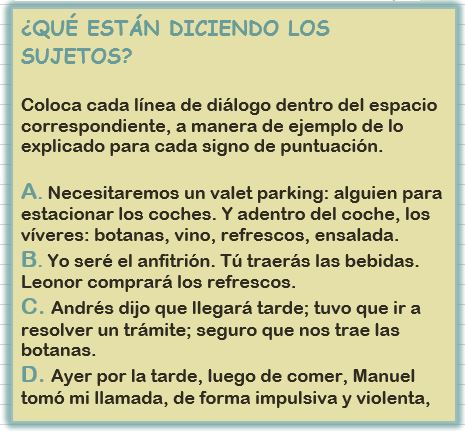 ¿QUÉ ESTÁN DICIENDO LOS
SUJETOS?
Coloca cada línea de diálogo dentro del espacio
correspondiente, a manera de ejemplo de lo
explicado para cada signo de puntuación.
A. Necesitaremos un valet parking: alguien para
estacionar los coches. Y adentro del coche, los
víveres: botanas, vino, refrescos, ensalada.
B. Yo seré el anfitrión. Tú traerás las bebidas.
Leonor comprará los refrescos.
C. Andrés dijo que llegará tarde; tuvo que ir a
resolver un trámite; seguro que nos trae las
botanas.
D. Ayer por la tarde, luego de comer, Manuel
tomó mi llamada, de forma impulsiva y violenta,